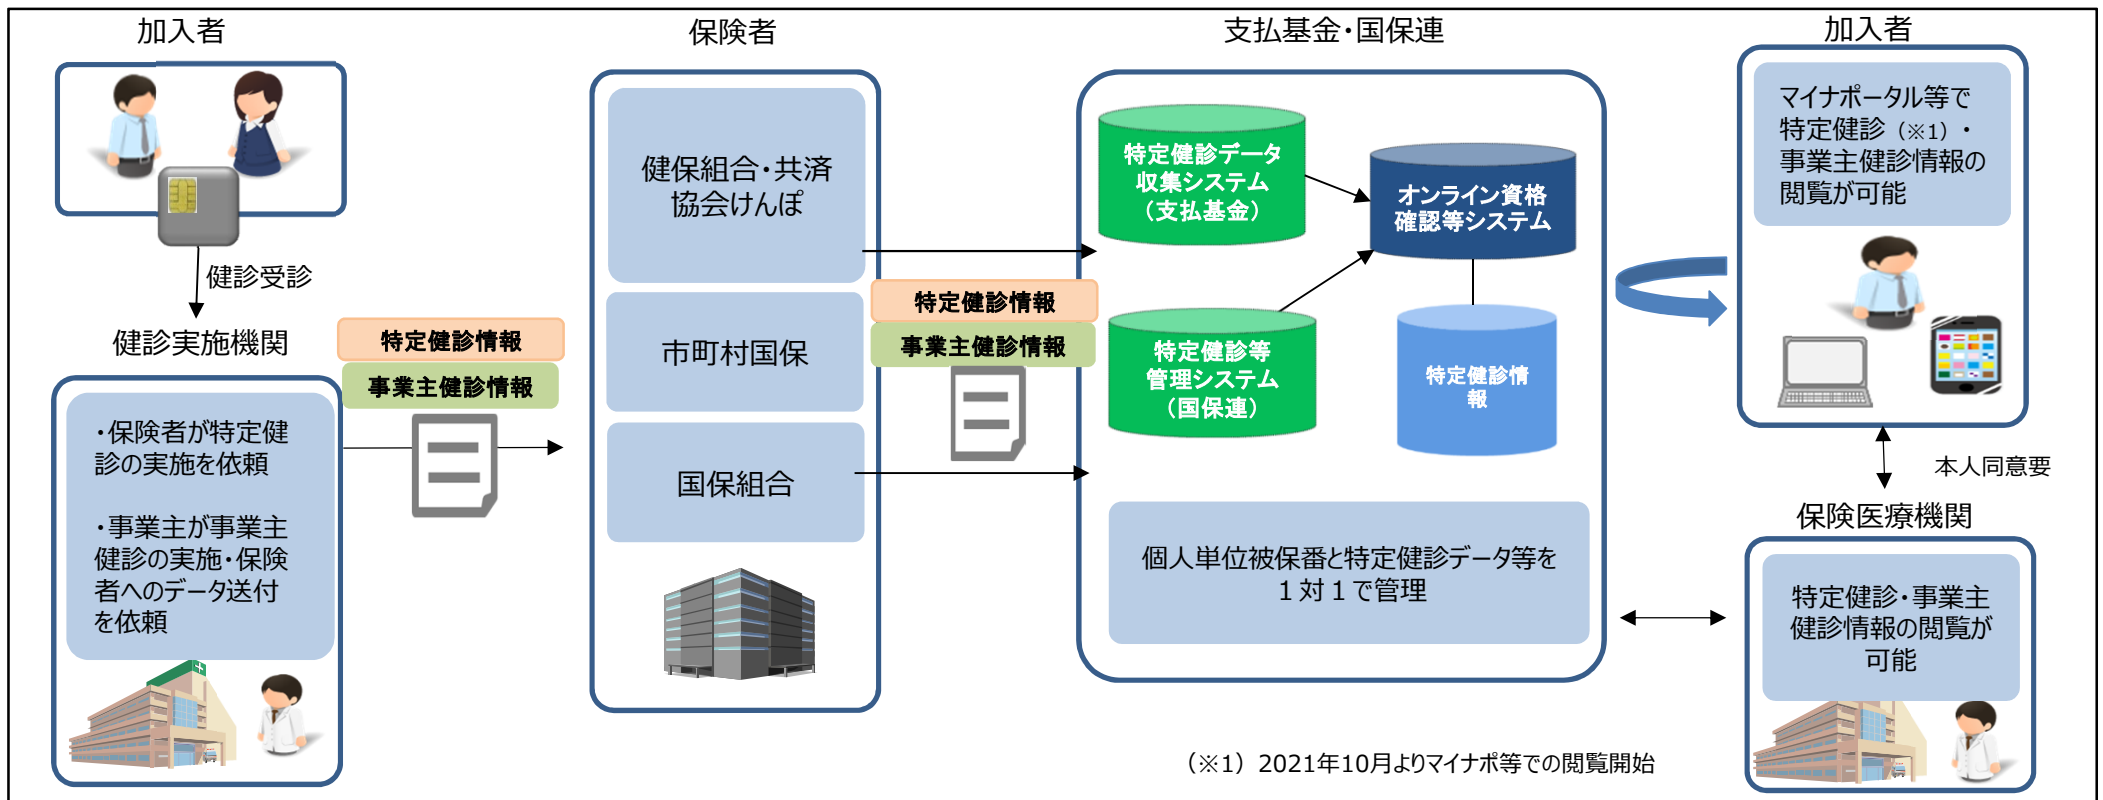 加入者
健診受診
健診実施機関
・保険者が特定健
診の実施を依頼
・事業主が事業主
健診の実施・保険
者へのデータ送付
を依頼
特定健診情報
事業主健診情報
保険者
健保組合・共済
協会けんぽ
市町村国保
国保組合
特定健診情報
事業主健診情報
支払基金・国保連
特定健診データ
収集システム
（支払基金）
オンライン資格
確認等システム
特定健診等
管理システム
（国保連）
特定健診情
報
個人単位被保番と特定健診データ等を
１対１で管理
加入者
マイナポータル等で
特定健診（※1）・
事業主健診情報の
閲覧が可能
本人同意要
保険医療機関
特定健診・事業主
健診情報の閲覧が
可能
（※1）2021年10月よりマイナポ等での閲覧開始